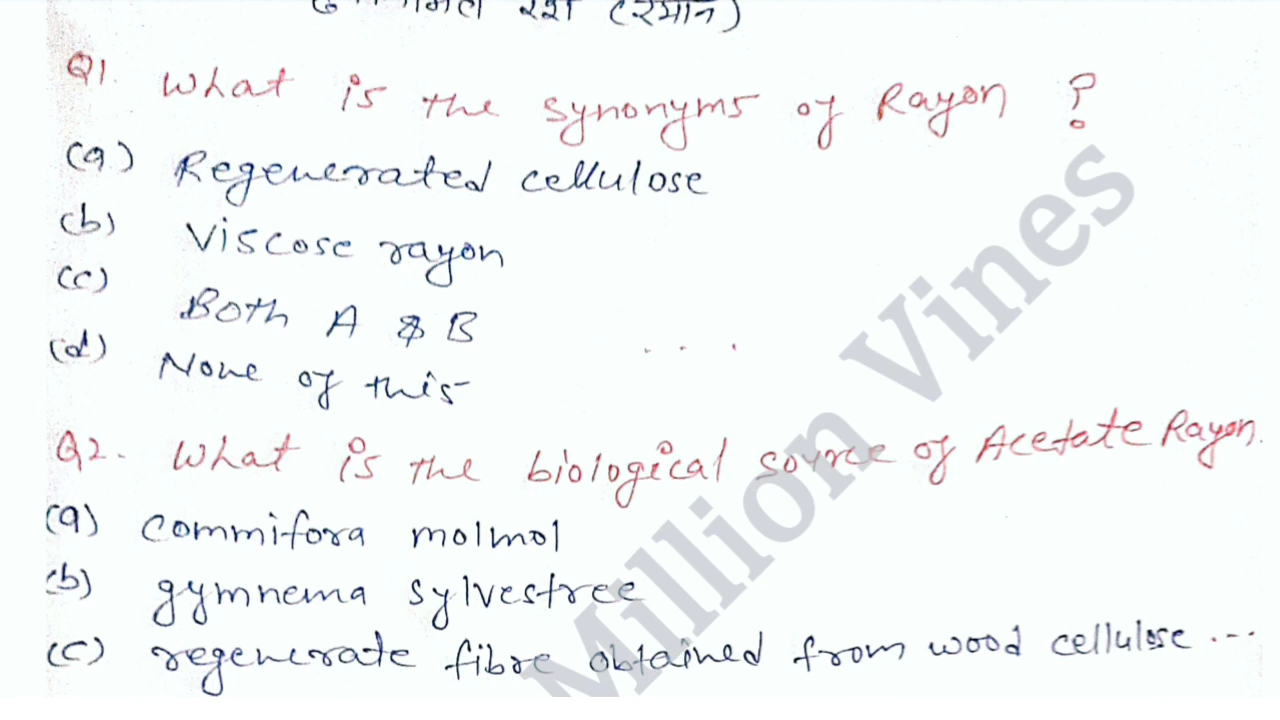 रेशा (रेयॉन)
Q1. What is the synonyms of Rayon ?
(a) Regenerated cellulose
(b) Viscose rayon
(c) Both A & B
(d) None of this
Q2. What is the biological source of Acetate Rayon.
(a) Commifora molmol
(b) gymnema sylvestree
(c) regenerate fibre obtained from wood cellulose ...
Million Vines